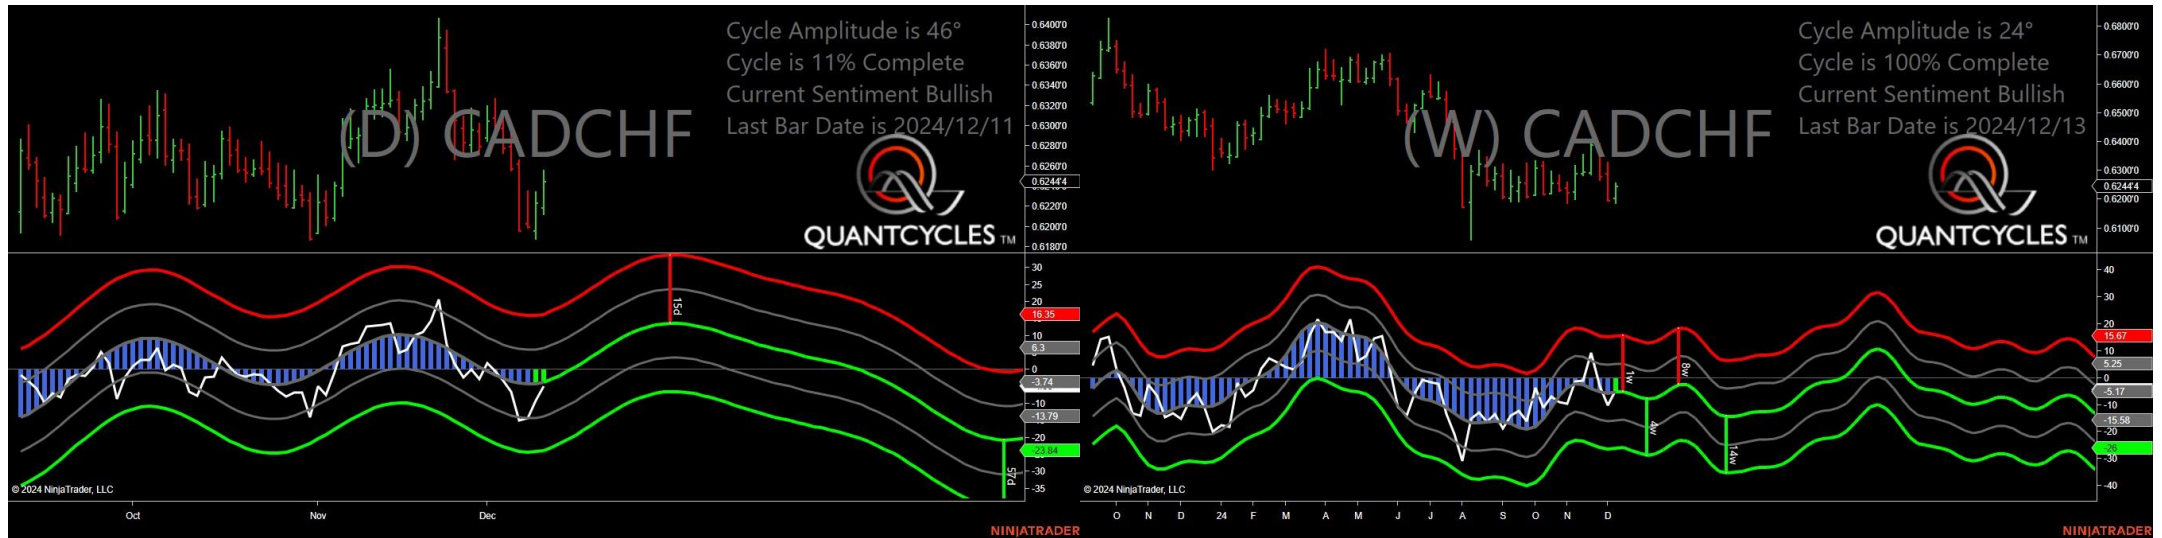 Cycle Amplitude is 46°
Cycle is 11% Complete
Current Sentiment Bullish
Last Bar Date is 2024/12/11
(D) CADCHF
QUANTCYCLES TM
0.6400'0
0.6380'0
0.6360'0
0.6340'0
0.6320'0
0.6300'0
0.6280'0
0.6260'0
0.6244'4
0.6220'0
0.6200'0
0.6180'0
30
25
20
16.35
10
6.3
0
-3.74
-10
-13.79
-20
-23.84
-30
-35
15d
57d
© 2024 NinjaTrader, LLC
Oct
Nov
Dec
NINJATRADER
Cycle Amplitude is 24°
Cycle is 100% Complete
Current Sentiment Bullish
Last Bar Date is 2024/12/13
(W) CADCHF
QUANTCYCLES TM
0.6800'0
0.6700'0
0.6600'0
0.6500'0
0.6400'0
0.6300'0
0.6244'4
0.6200'0
0.6100'0
40
30
20
15.67
10
5.25
0
-5.17
-10
-15.58
-20
-26
-30
-40
1w
8w
4w
14w
© 2024 NinjaTrader, LLC
O N D 24 F M A M J J A S O N D
NINJATRADER